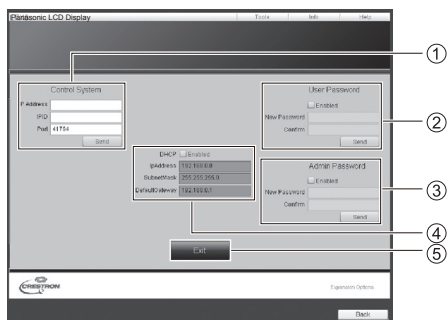 Panasonic LCD Display
Tools Info Help
①
Control System
IP Address
IPID
Port 41794
Send
User Password
Enabled
New Password
Confirm
Send
②
Admin Password
Enabled
New Password
Confirm
Send
③
DHCP Enabled
IpAddress 192.168.0.8
SubnetMask 255.255.255.0
DefaultGateway 192.168.0.1
④
Exit
⑤
CRESTRON
Expansion Options
Back